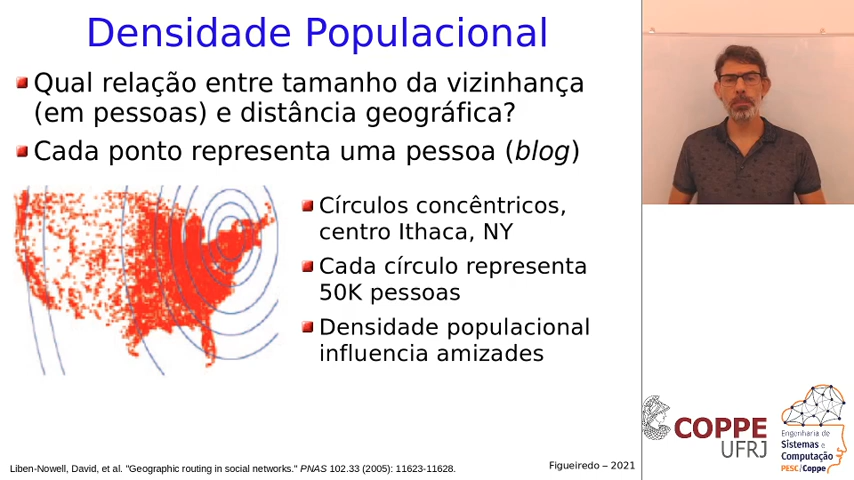 Densidade Populacional
Qual relação entre tamanho da vizinhança
(em pessoas) e distância geográfica?
Cada ponto representa uma pessoa (blog)
Círculos concêntricos,
centro Ithaca, NY
Cada círculo representa
50K pessoas
Densidade populacional
influencia amizades
Liben-Nowell, David, et al. "Geographic routing in social networks." PNAS 102.33 (2005): 11623-11628.
Figueiredo – 2021
COPPE
UFRJ
Engenharia de
Sistemas e
Computação
PESC/Coppe